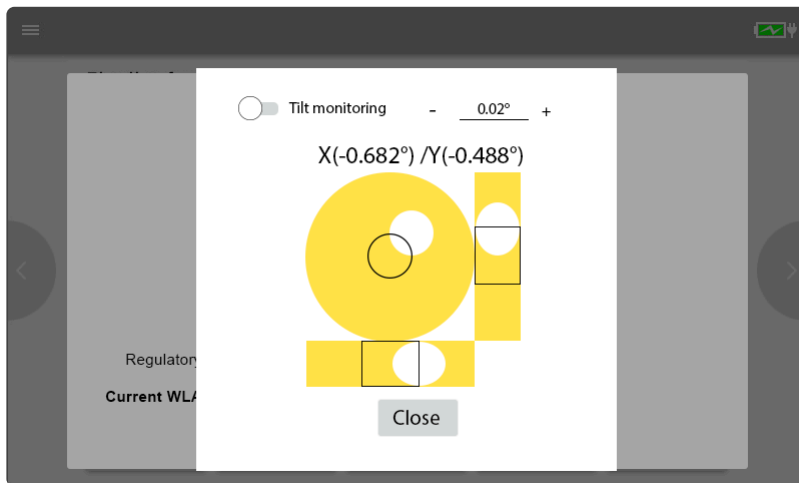 Tilt monitoring - 0.02° +
X(-0.682°) /Y(-0.488°)
Regulatory
Current WLA
Close